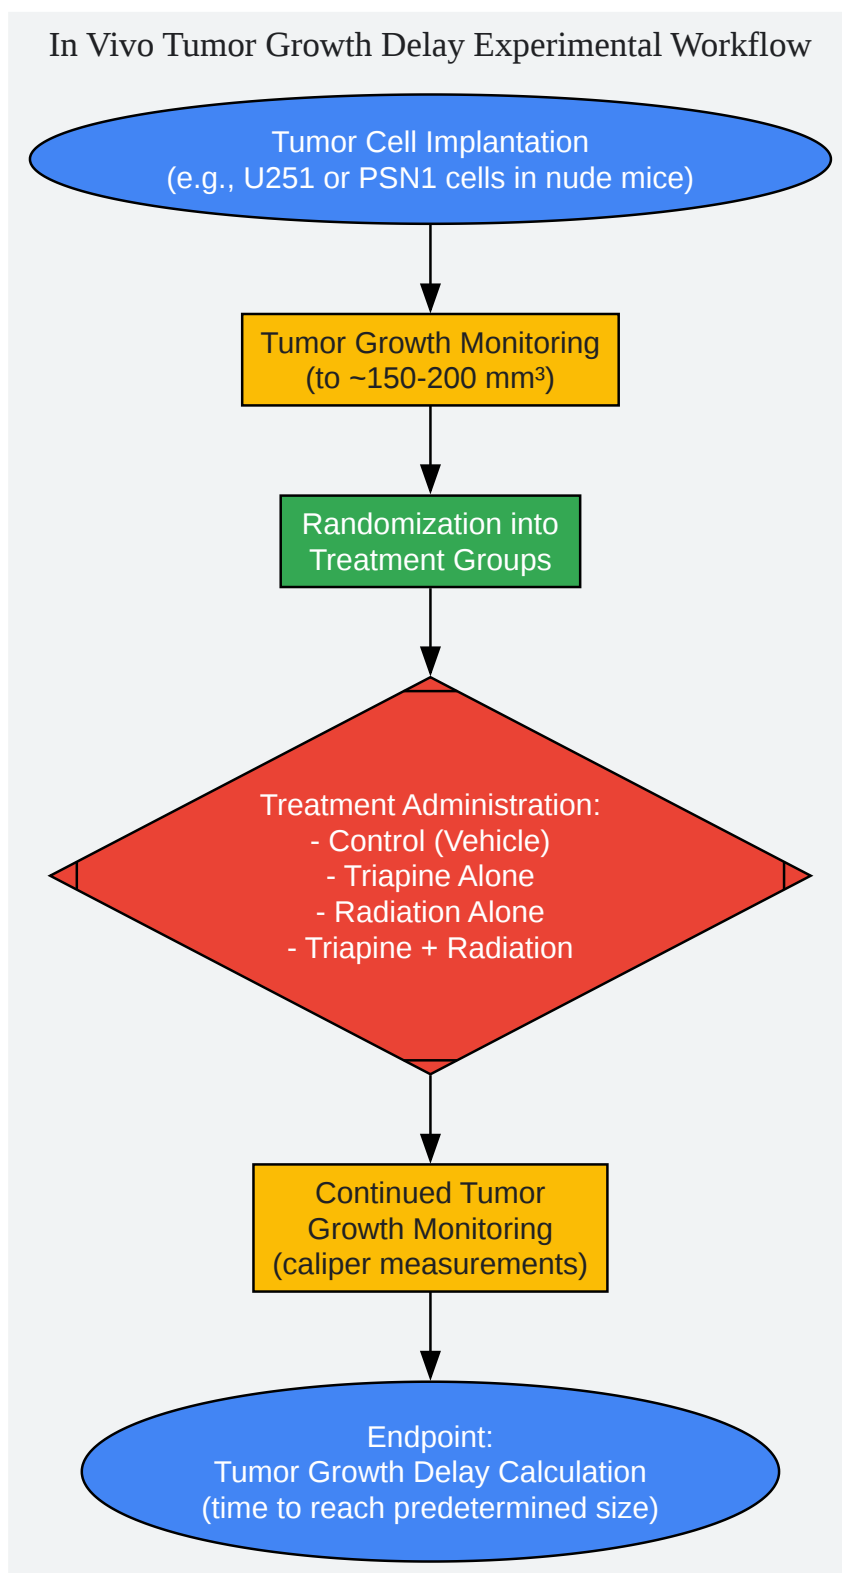 In Vivo Tumor Growth Delay Experimental Workflow
Tumor Cell Implantation
(e.g., U251 or PSN1 cells in nude mice)
Tumor Growth Monitoring
(to ~150-200 mm³)
Randomization into
Treatment Groups
Treatment Administration:
- Control (Vehicle)
- Triapine Alone
- Radiation Alone
- Triapine + Radiation
Continued Tumor
Growth Monitoring
(caliper measurements)
Endpoint:
Tumor Growth Delay Calculation
(time to reach predetermined size)